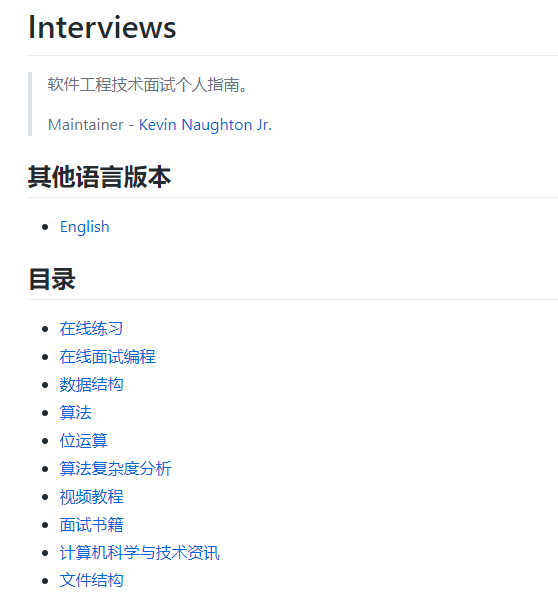 Interviews
软件工程技术面试个人指南。
Maintainer - Kevin Naughton Jr.
其他语言版本
English
目录
在线练习
在线面试编程
数据结构
算法
位运算
算法复杂度分析
视频教程
面试书籍
计算机科学与技术资讯
文件结构